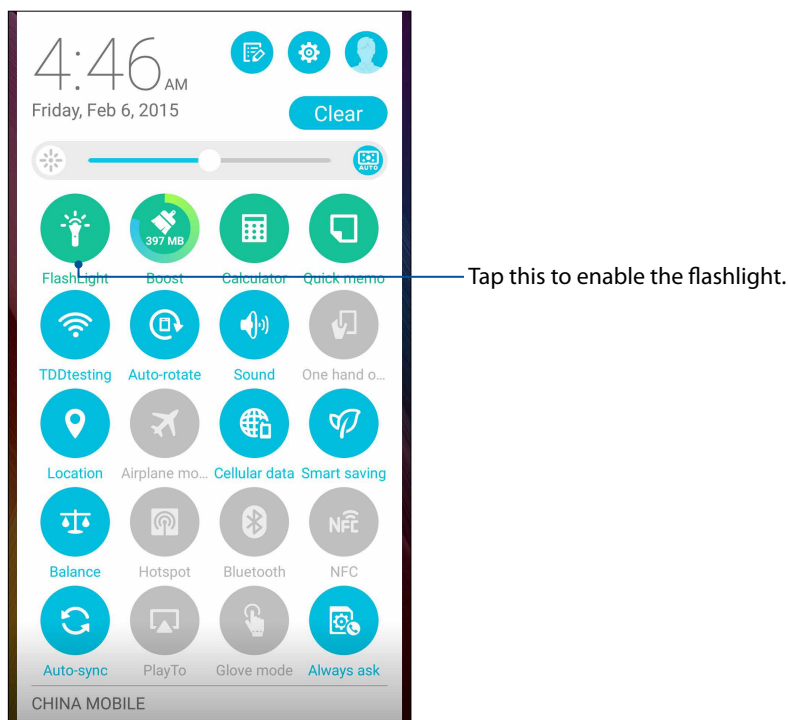 4:46 AM
Friday, Feb 6, 2015
Clear
AUTO
397 MB
FlashLight Boost Calculator Quick memo
Tap this to enable the flashlight.
TDDtesting Auto-rotate Sound One hand o...
Location Airplane mo... Cellular data Smart saving
NFC
Balance Hotspot Bluetooth NFC
Auto-sync PlayTo Glove mode Always ask
CHINA MOBILE